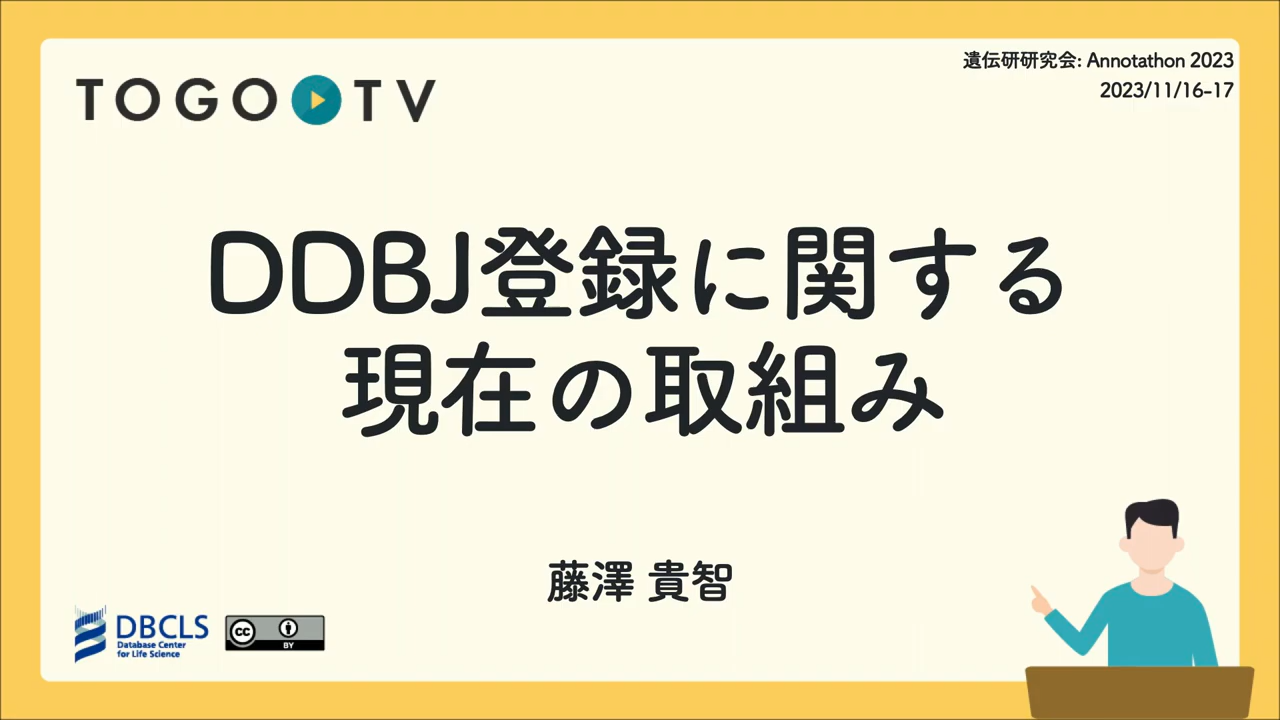 TOGO TV
遺伝研研究会: Annotathon 2023
2023/11/16-17
DDBJ登録に関する
現在の取組み
藤澤 貴智
DBCLS
Database Center
for Life Science
cc
BY